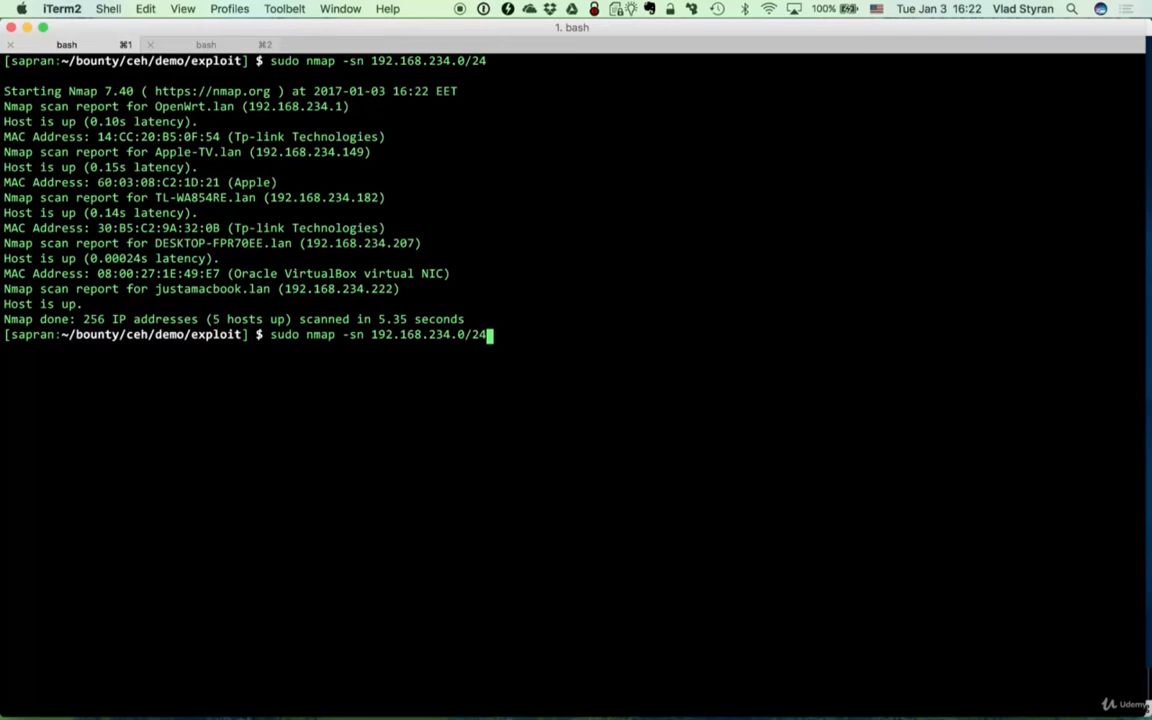 iTerm2 Shell Edit View Profiles Toolbelt Window Help 100% Tue Jan 3 16:22 Vlad Styran
1. bash
bash ⌘1 bash ⌘2
[sapran:~/bounty/ceh/demo/exploit] $ sudo nmap -sn 192.168.234.0/24
Starting Nmap 7.40 ( https://nmap.org ) at 2017-01-03 16:22 EET
Nmap scan report for OpenWrt.lan (192.168.234.1)
Host is up (0.10s latency).
MAC Address: 14:CC:20:B5:0F:54 (Tp-link Technologies)
Nmap scan report for Apple-TV.lan (192.168.234.149)
Host is up (0.15s latency).
MAC Address: 60:03:08:C2:1D:21 (Apple)
Nmap scan report for TL-WA854RE.lan (192.168.234.182)
Host is up (0.14s latency).
MAC Address: 30:B5:C2:9A:32:0B (Tp-link Technologies)
Nmap scan report for DESKTOP-FPR70EE.lan (192.168.234.207)
Host is up (0.00024s latency).
MAC Address: 08:00:27:1E:49:E7 (Oracle VirtualBox virtual NIC)
Nmap scan report for justamacbook.lan (192.168.234.222)
Host is up.
Nmap done: 256 IP addresses (5 hosts up) scanned in 5.35 seconds
[sapran:~/bounty/ceh/demo/exploit] $ sudo nmap -sn 192.168.234.0/24
Udemy